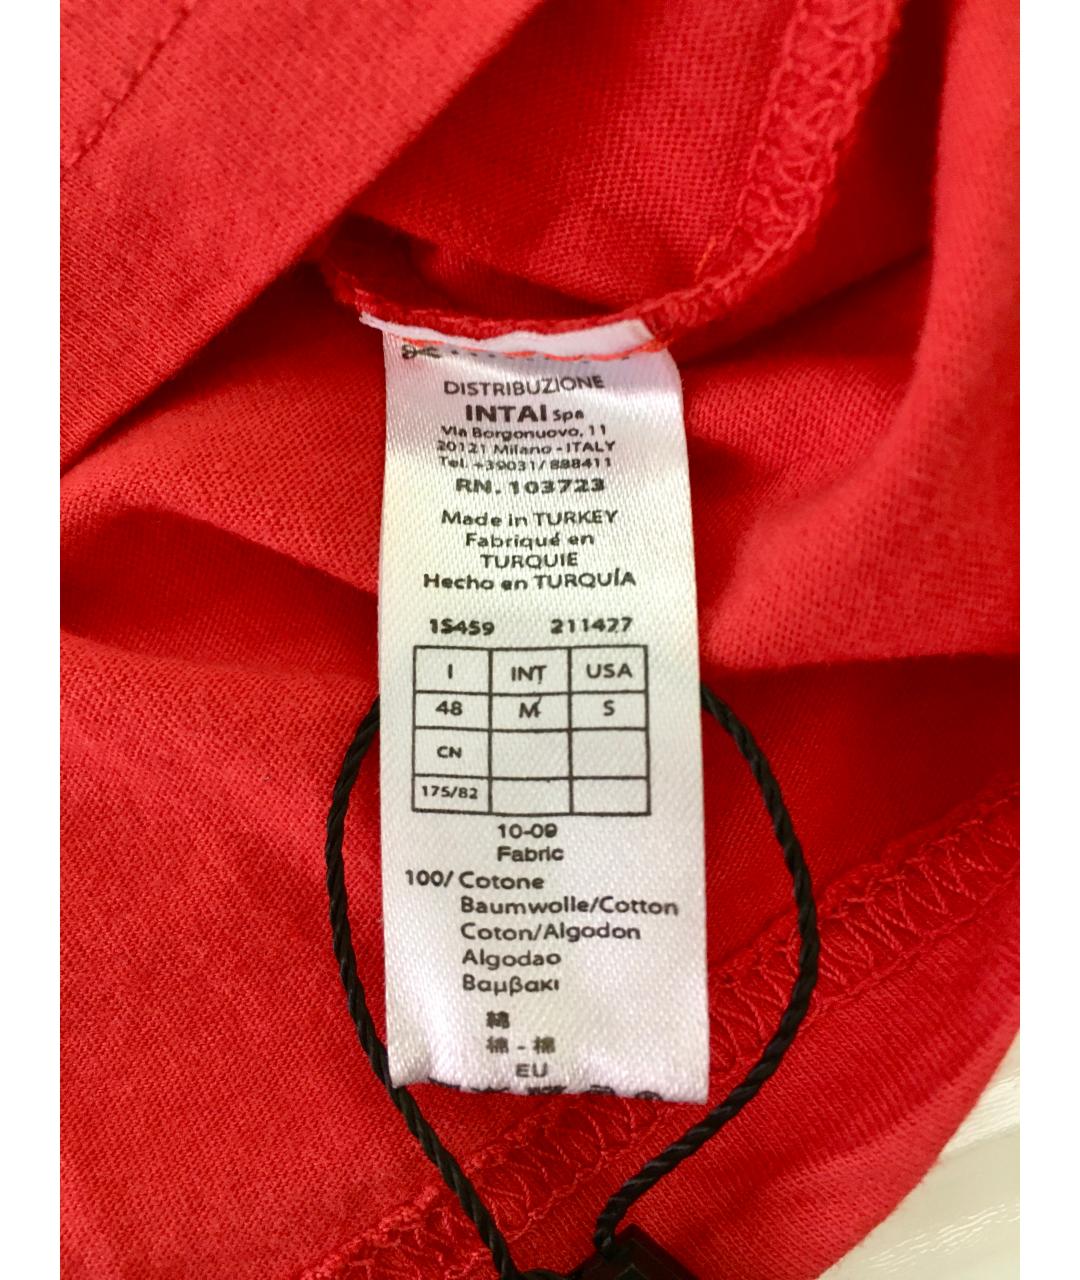 DISTRIBUZIONE
INTAI Spa
Via Borgonuovo, 11
20121 Milano - ITALY
Tel. +39031/888411
RN. 103723
Made in TURKEY
Fabriqué en
TURQUIE
Hecho en TURQUÍA
1S459 211427
I INT USA
48 M S
CN
175/82
10-09
Fabric
100/ Cotone
Baumwolle/Cotton
Coton/Algodon
Algodao
Βαμβακι
綿
棉 - 棉
EU